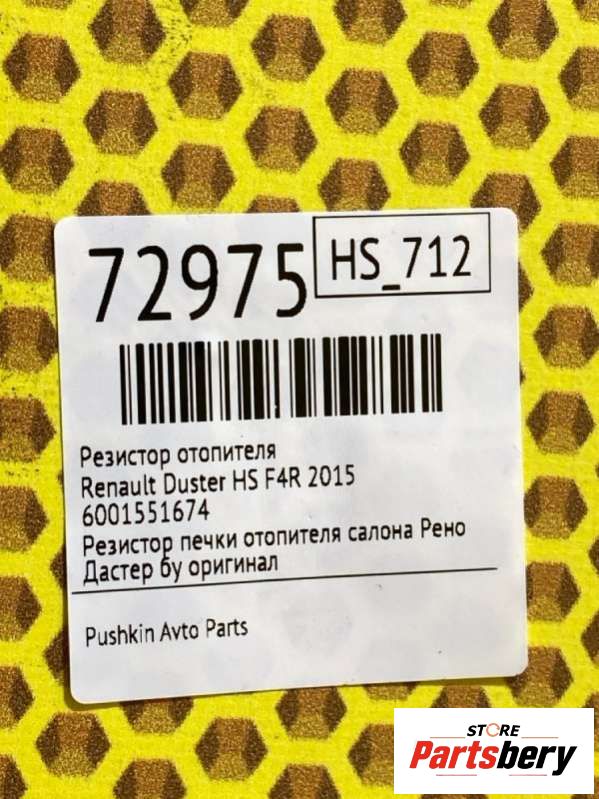 72975
HS_712
Резистор отопителя
Renault Duster HS F4R 2015
6001551674
Резистор печки отопителя салона Рено
Дастер бу оригинал
Pushkin Avto Parts
STORE
Partsbery